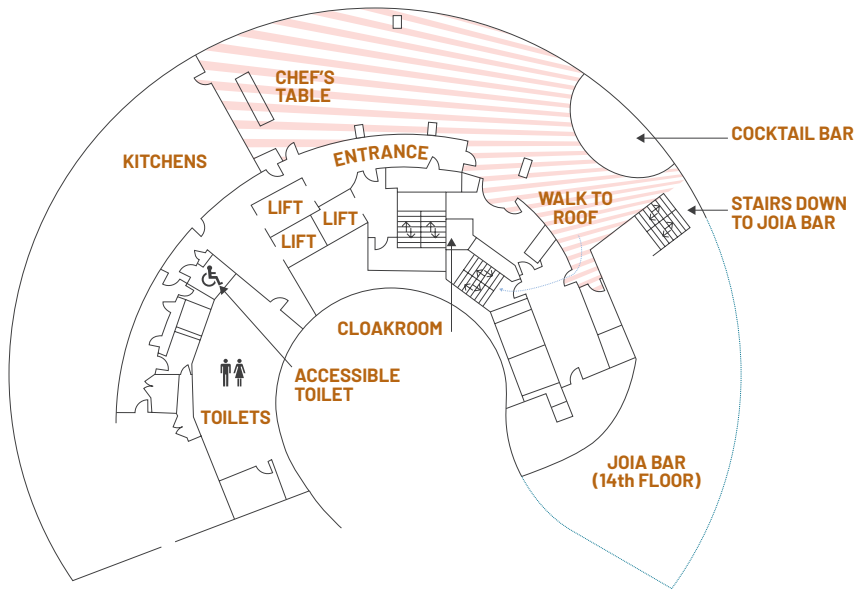 CHEF'S
TABLE
COCKTAIL BAR
KITCHENS
ENTRANCE
WALK TO
ROOF
STAIRS DOWN
TO JOIA BAR
LIFT
LIFT
LIFT
CLOAKROOM
ACCESSIBLE
TOILET
TOILETS
JOIA BAR
(14th FLOOR)